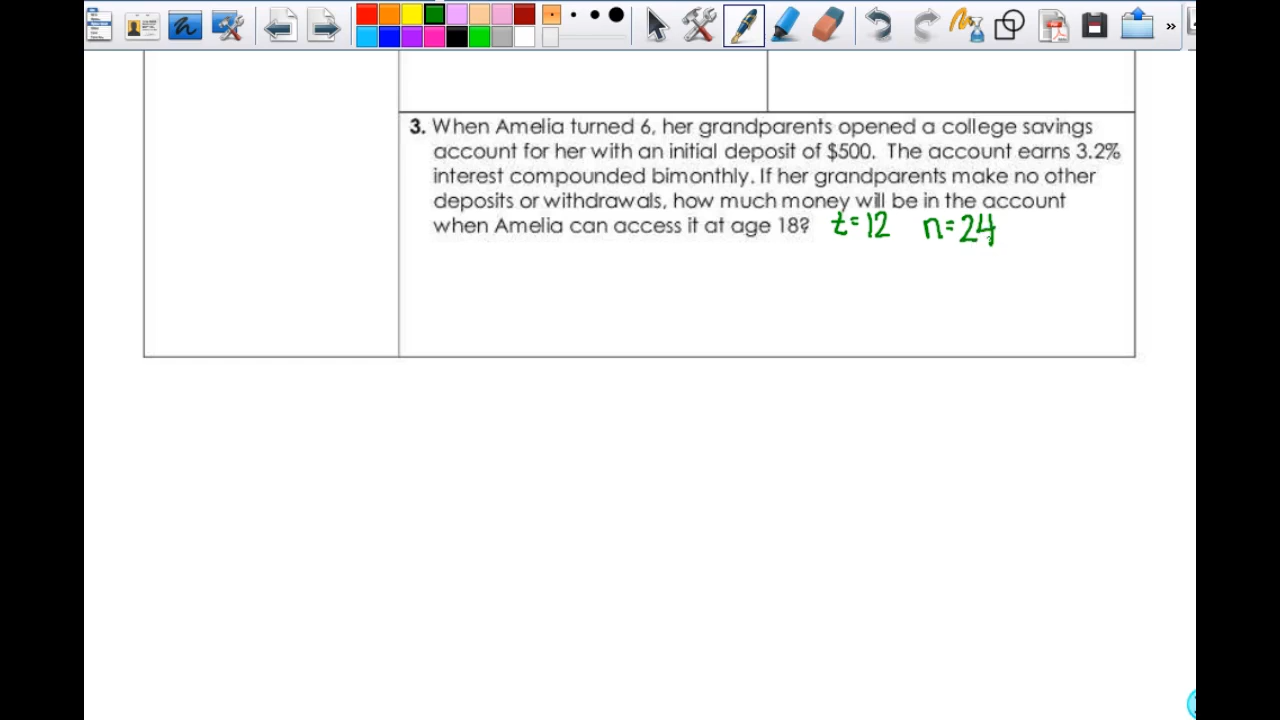 3. When Amelia turned 6, her grandparents opened a college savings
account for her with an initial deposit of $500. The account earns 3.2%
interest compounded bimonthly. If her grandparents make no other
deposits or withdrawals, how much money will be in the account
when Amelia can access it at age 18? t=12 n=24